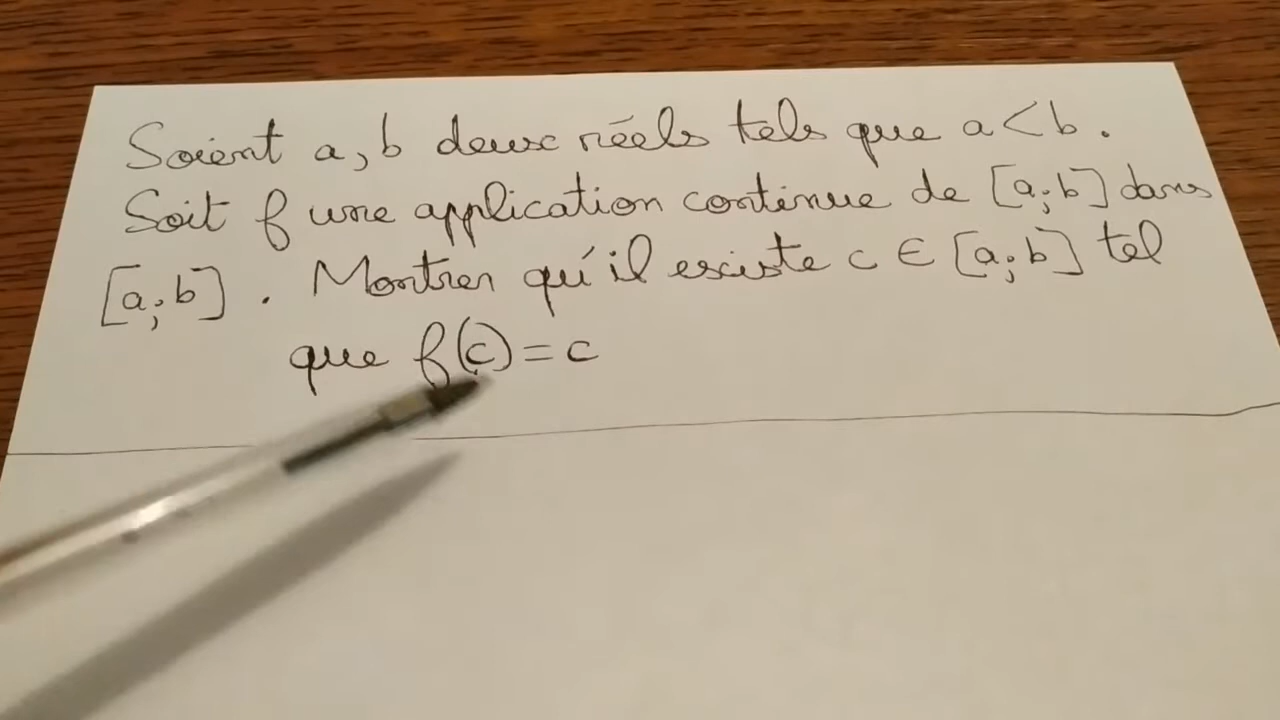 Soient a, b deux réels tels que a < b.
Soit f une application continue de [a; b] dans
[a; b]. Montrer qu'il existe c ∈ [a; b] tel
que f(c) = c